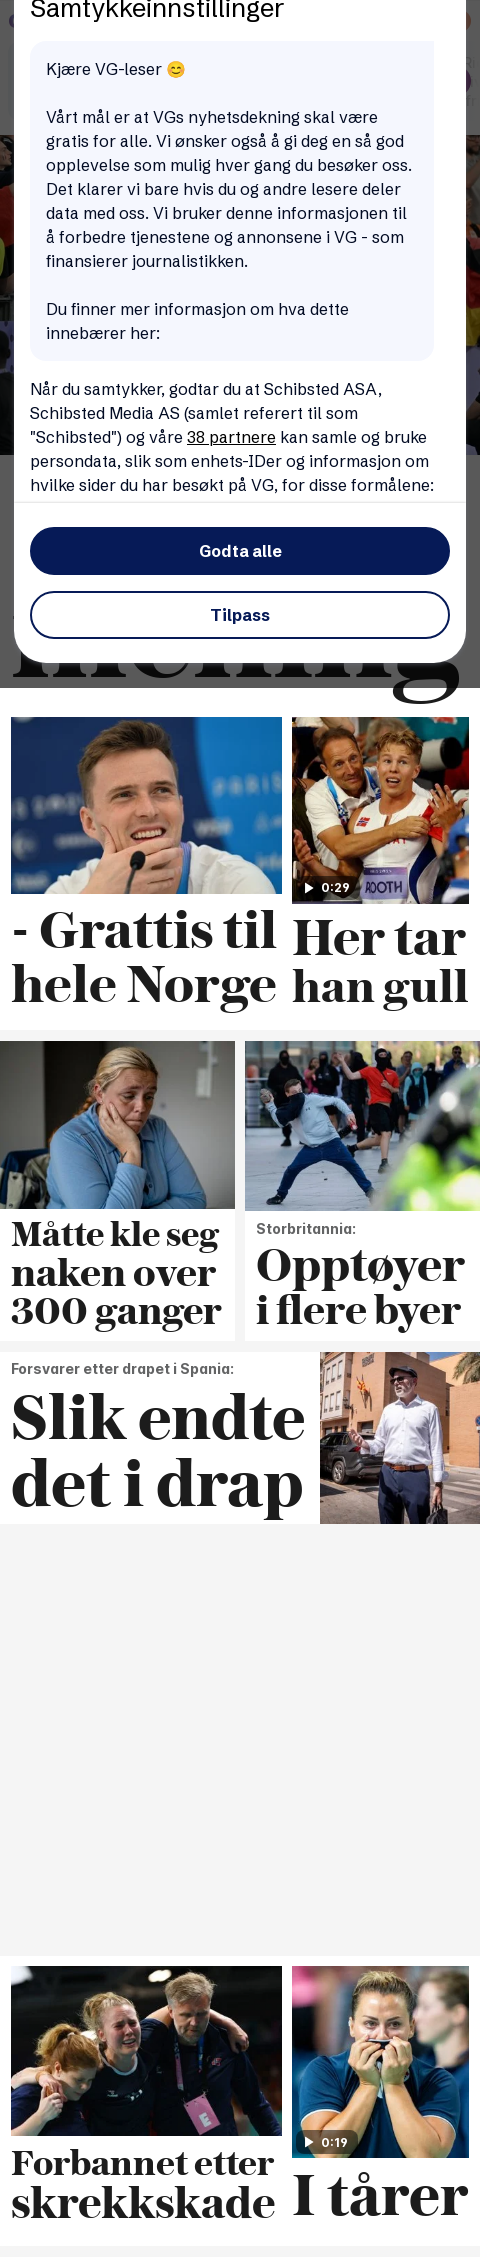 Samtykkeinnstillinger
Kjære VG-leser 😊
Vårt mål er at VGs nyhetsdekning skal være
gratis for alle. Vi ønsker også å gi deg en så god
opplevelse som mulig hver gang du besøker oss.
Det klarer vi bare hvis du og andre lesere deler
data med oss. Vi bruker denne informasjonen til
å forbedre tjenestene og annonsene i VG - som
finansierer journalistikken.
Du finner mer informasjon om hva dette
innebærer her:
Når du samtykker, godtar du at Schibsted ASA,
Schibsted Media AS (samlet referert til som
"Schibsted") og våre 38 partnere kan samle og bruke
persondata, slik som enhets-IDer og informasjon om
hvilke sider du har besøkt på VG, for disse formålene:
Godta alle
Tilpass
PARIS
0:29
ROOTH
- Grattis til
hele Norge
Her tar
han gull
Måtte kle seg
naken over
300 ganger
Storbritannia:
Opptøyer
i flere byer
Forsvarer etter drapet i Spania:
Slik endte
det i drap
0:19
Forbannet etter
skrekkskade
I tårer